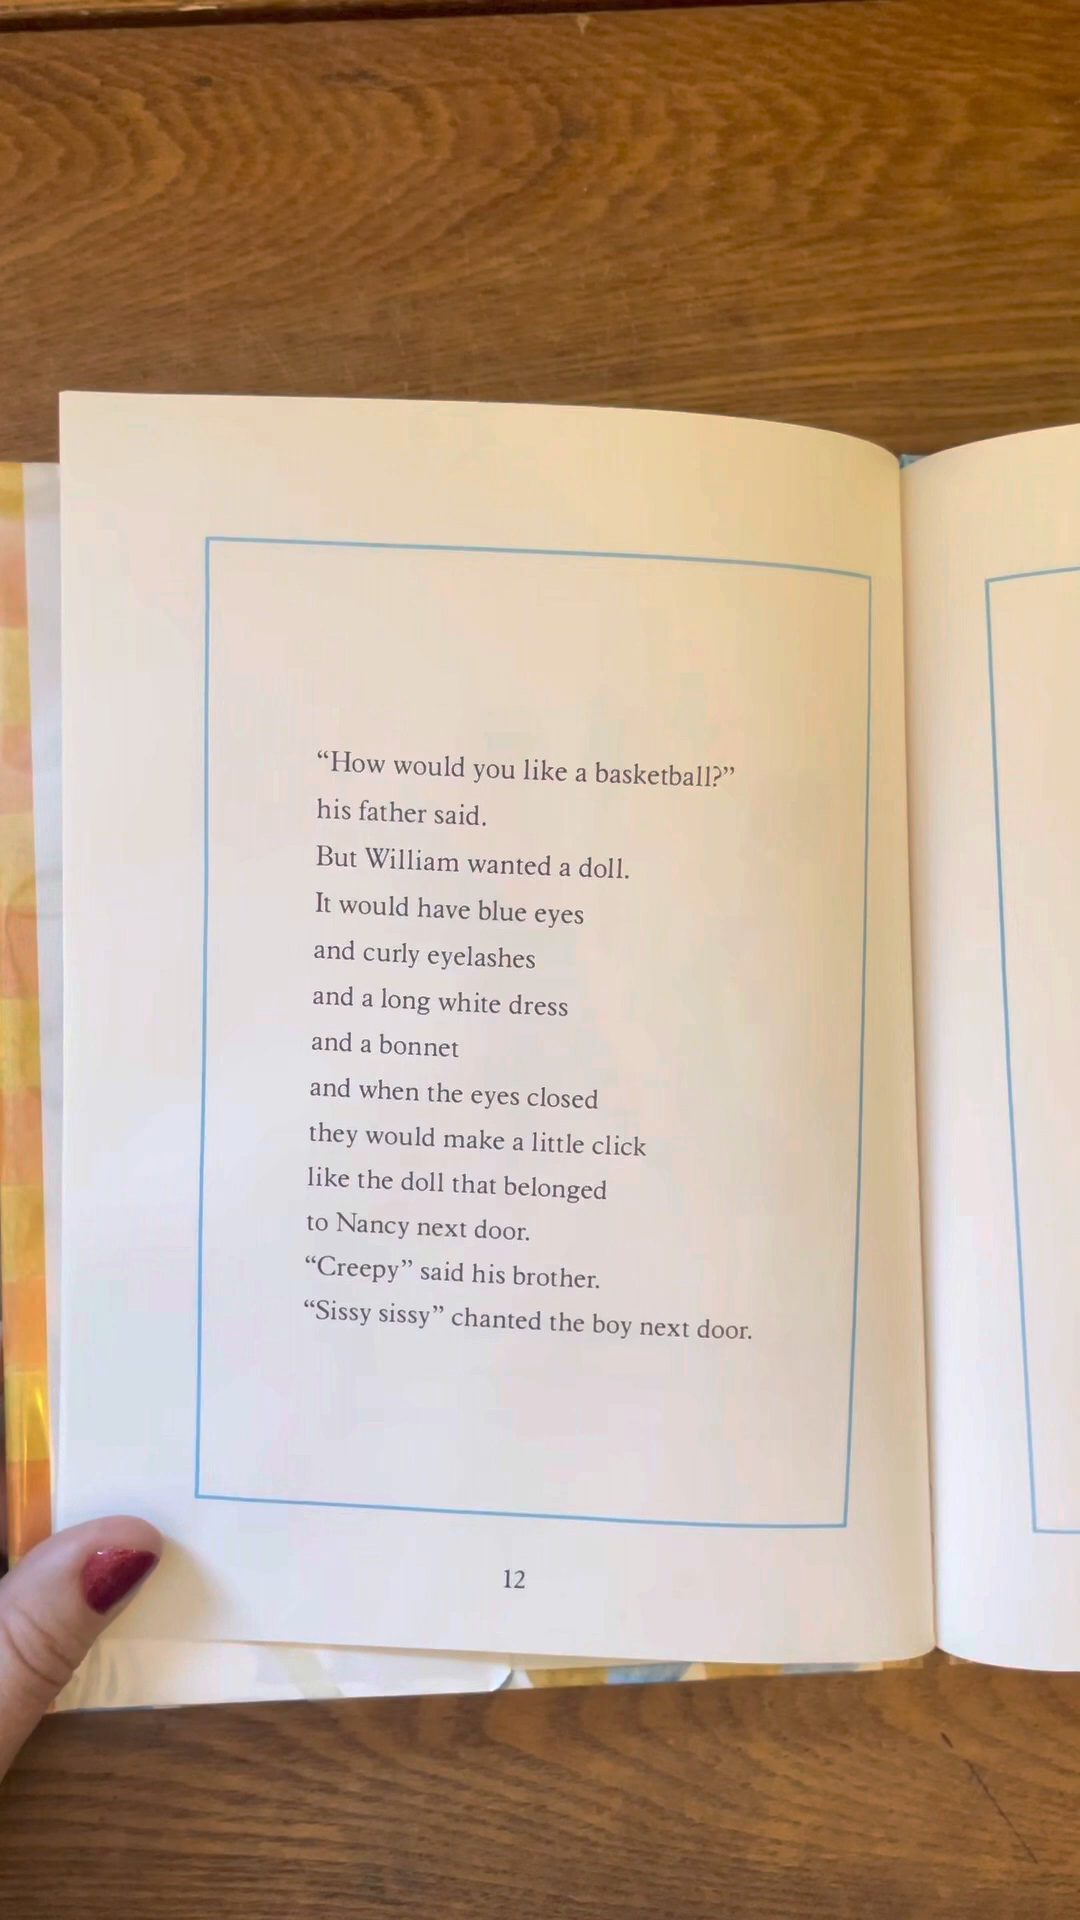 “How would you like a basketball?”
his father said.
But William wanted a doll.
It would have blue eyes
and curly eyelashes
and a long white dress
and a bonnet
and when the eyes closed
they would make a little click
like the doll that belonged
to Nancy next door.
“Creepy” said his brother.
“Sissy sissy” chanted the boy next door.
12